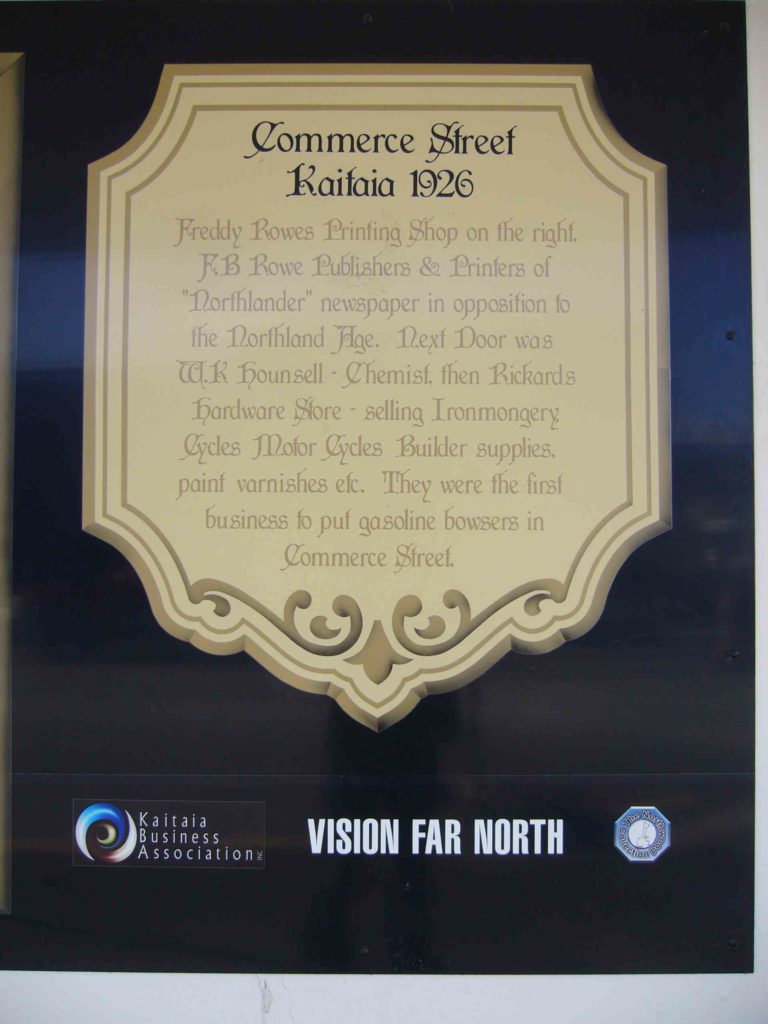 Commerce Street
Kaitaia 1926
Freddy Rowes Printing Shop on the right.
F.B Rowe Publishers & Printers of
"Northlander" newspaper in opposition to
the Northland Age. Next Door was
W.K Hounsell - Chemist, then Rickards
Hardware Store - selling Ironmongery,
Cycles Motor Cycles Builder supplies,
paint varnishes etc. They were the first
business to put gasoline bowsers in
Commerce Street.
Kaitaia
Business
Association INC
VISION FAR NORTH